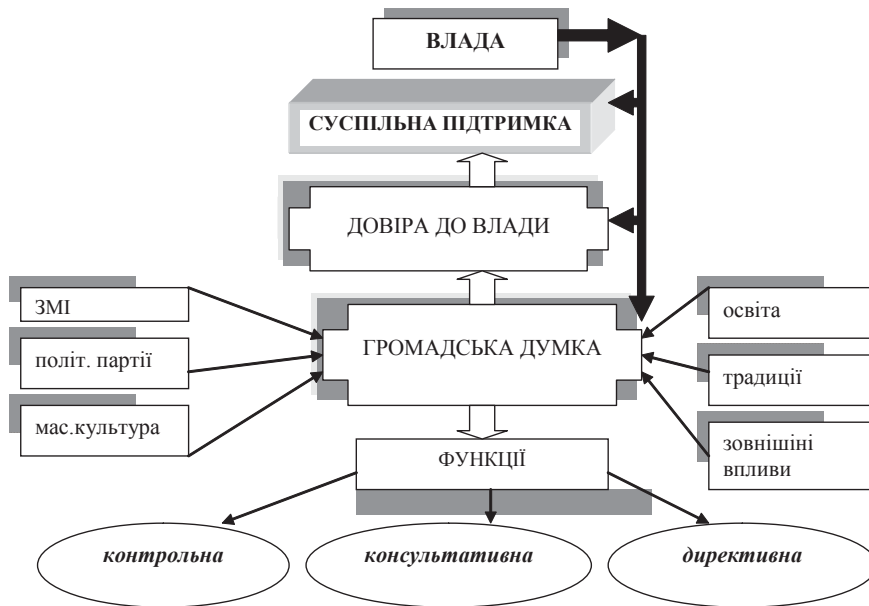 ВЛАДА
СУСПІЛЬНА ПІДТРИМКА
ДОВІРА ДО ВЛАДИ
ЗМІ
політ. партії
мас.культура
ГРОМАДСЬКА ДУМКА
освіта
традиції
зовнішіні
впливи
ФУНКЦІЇ
контрольна
консультативна
директивна